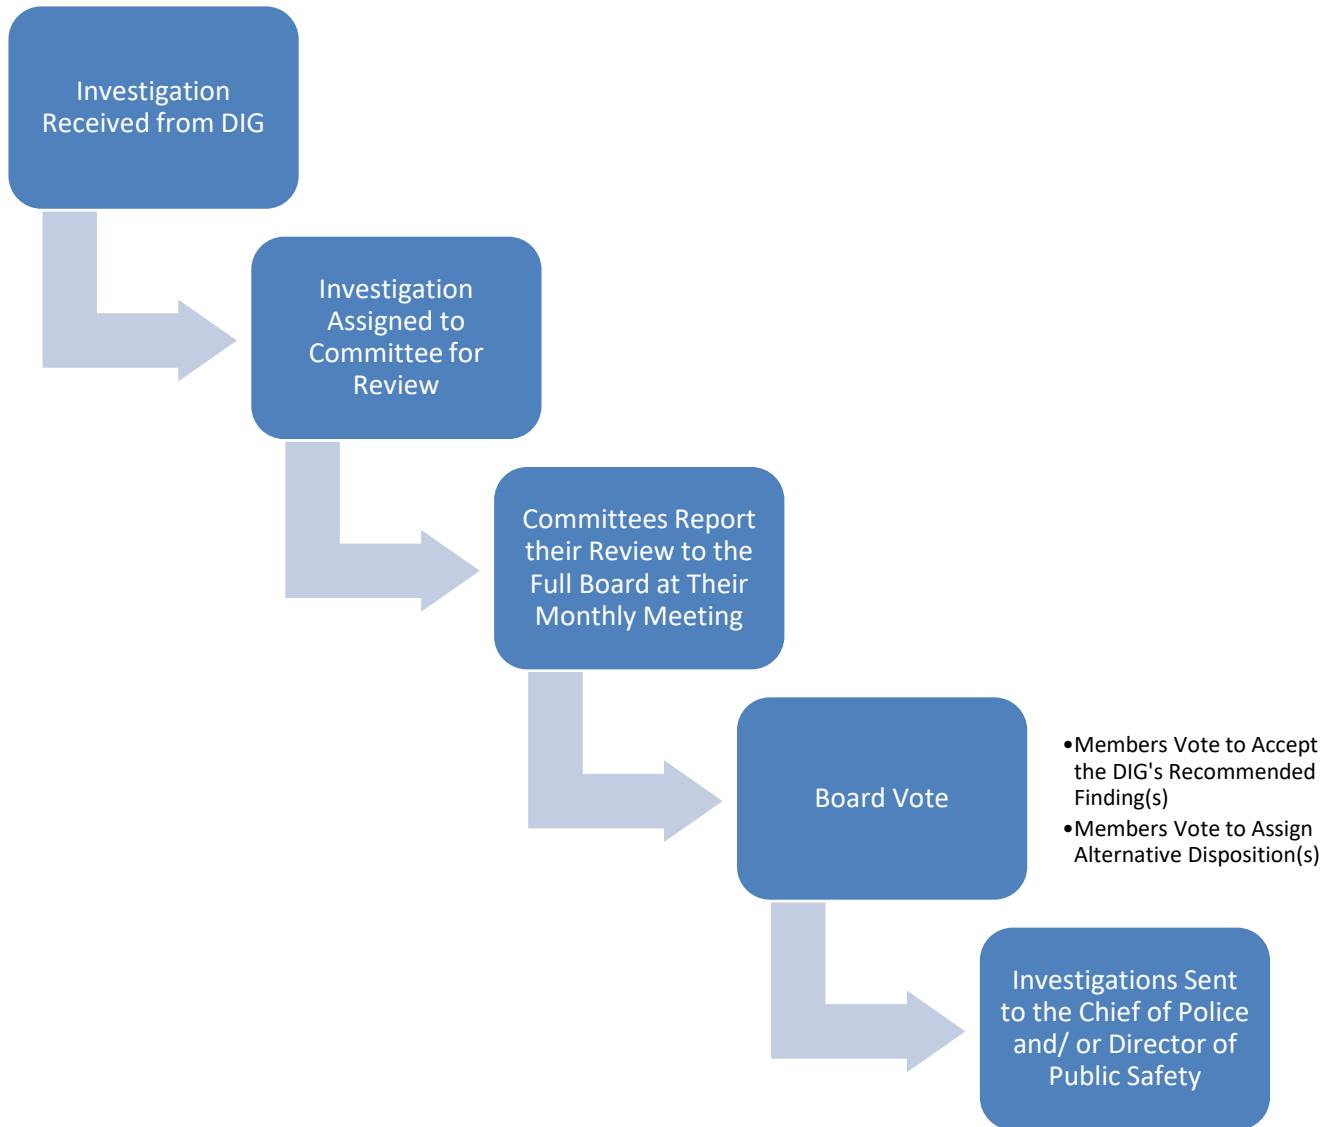 Investigation
Received from DIG
Investigation
Assigned to
Committee for
Review
Committees Report
their Review to the
Full Board at Their
Monthly Meeting
Board Vote
•Members Vote to Accept
the DIG's Recommended
Finding(s)
•Members Vote to Assign
Alternative Disposition(s)
Investigations Sent
to the Chief of Police
and/ or Director of
Public Safety